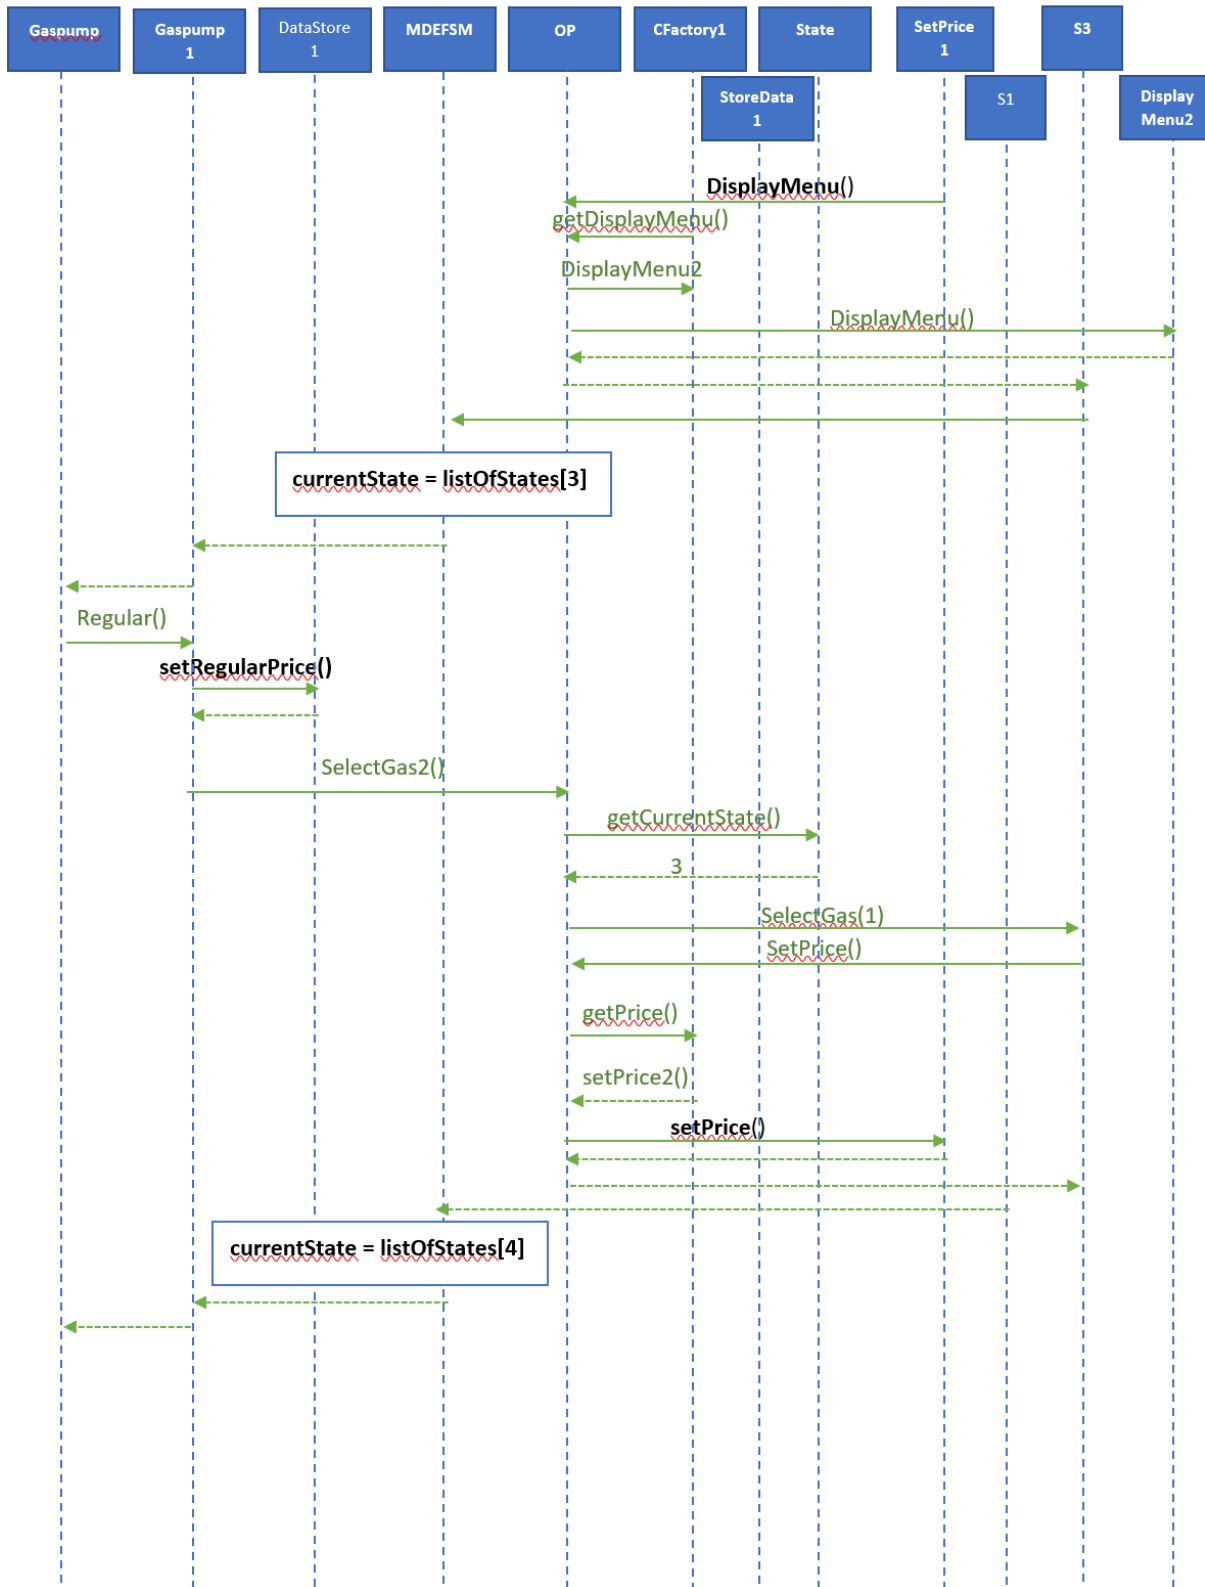 Gaspump
Gaspump
1
DataStore
1
MDEFSM
OP
CFactory1
State
SetPrice
1
S3
StoreData
1
S1
Display
Menu2
DisplayMenu()
getDisplayMenu()
DisplayMenu2
DisplayMenu()
currentState = listOfStates[3]
Regular()
setRegularPrice()
SelectGas2()
getCurrentState()
3
SelectGas(1)
SetPrice()
getPrice()
setPrice2()
setPrice()
currentState = listOfStates[4]